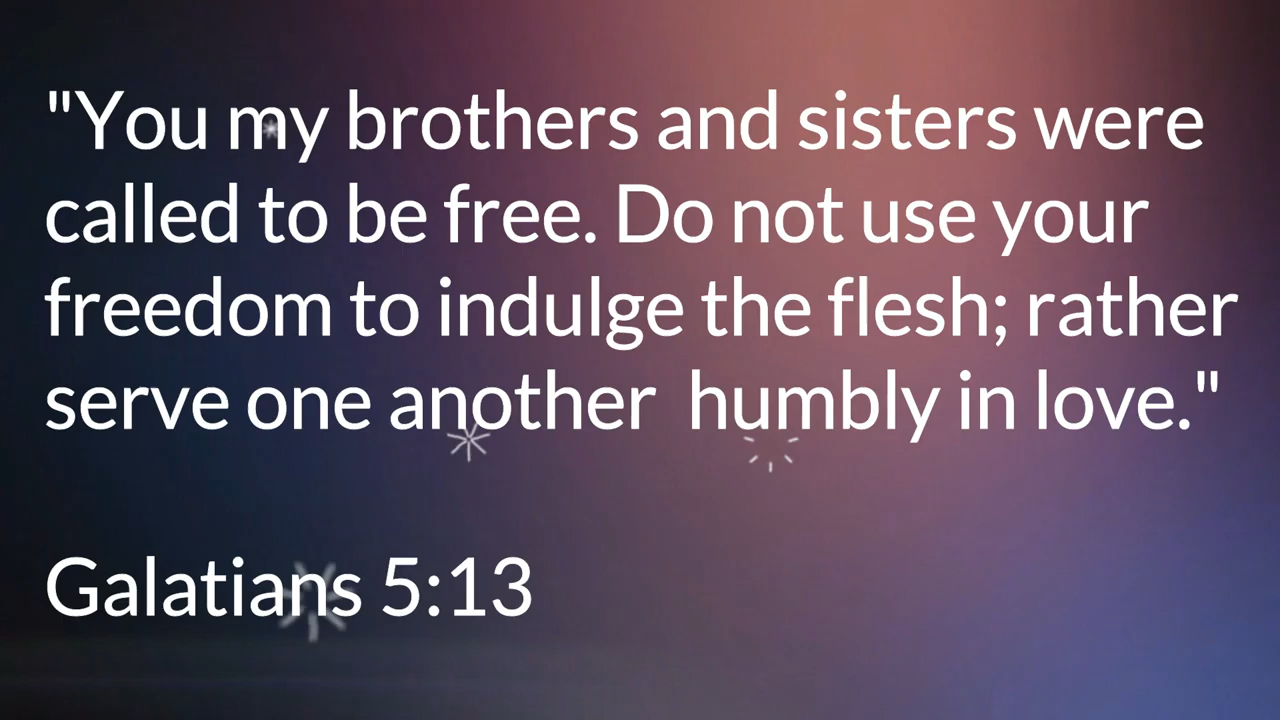 "You my brothers and sisters were
called to be free. Do not use your
freedom to indulge the flesh; rather
serve one another  humbly in love."
Galatians 5:13